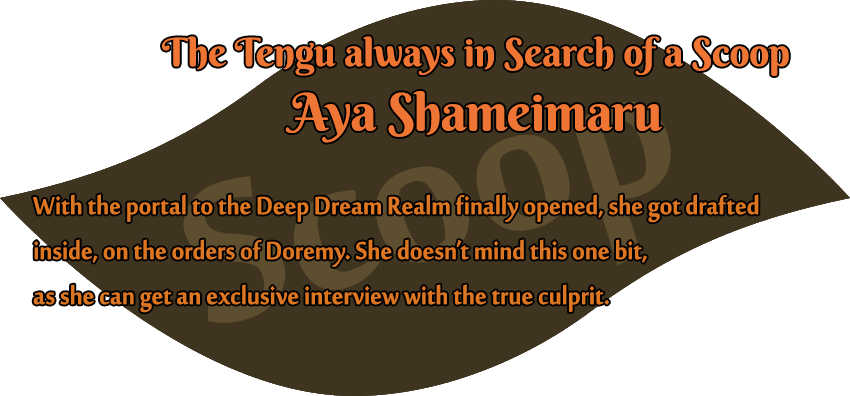 The Tengu always in Search of a Scoop
Aya Shameimaru
Scoop
With the portal to the Deep Dream Realm finally opened, she got drafted
inside, on the orders of Doremy. She doesn't mind this one bit,
as she can get an exclusive interview with the true culprit.